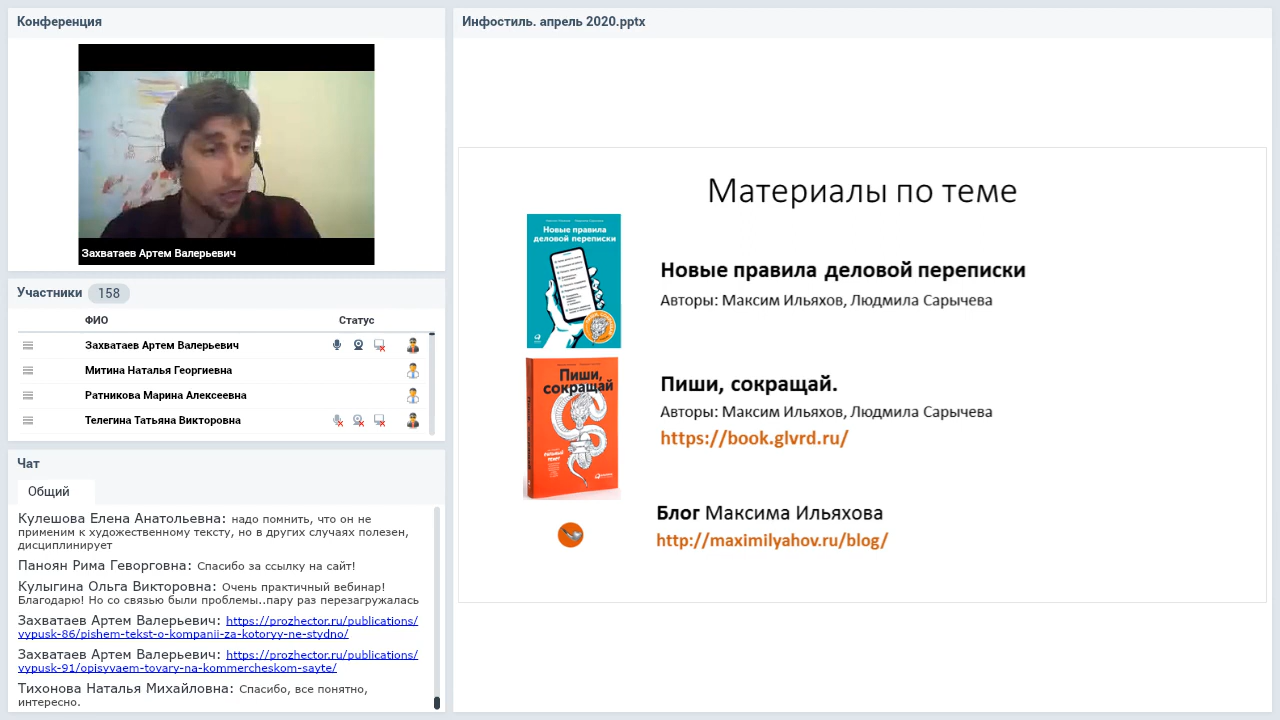 Конференция
Захватаев Артем Валерьевич
Участники 158
ФИО Статус
Захватаев Артем Валерьевич
Митина Наталья Георгиевна
Ратникова Марина Алексеевна
Телегина Татьяна Викторовна
Чат
Общий
Кулешова Елена Анатольевна: надо помнить, что он не
применим к художественному тексту, но в других случаях полезен,
дисциплинирует
Паноян Рима Геворговна: Спасибо за ссылку на сайт!
Кулыгина Ольга Викторовна: Очень практичный вебинар!
Благодарю! Но со связью были проблемы..пару раз перезагружалась
Захватаев Артем Валерьевич: https://prozhector.ru/publications/
vypusk-86/pishem-tekst-o-kompanii-za-kotoryy-ne-stydno/
Захватаев Артем Валерьевич: https://prozhector.ru/publications/
vypusk-91/opisyvaem-tovary-na-kommercheskom-sayte/
Тихонова Наталья Михайловна: Спасибо, все понятно,
интересно.
Инфостиль. апрель 2020.pptx
Материалы по теме
Новые правила
деловой переписки
Новые правила деловой переписки
Авторы: Максим Ильяхов, Людмила Сарычева
Пиши,
сокращай
Пиши, сокращай.
Авторы: Максим Ильяхов, Людмила Сарычева
https://book.glvrd.ru/
Блог Максима Ильяхова
http://maximilyahov.ru/blog/